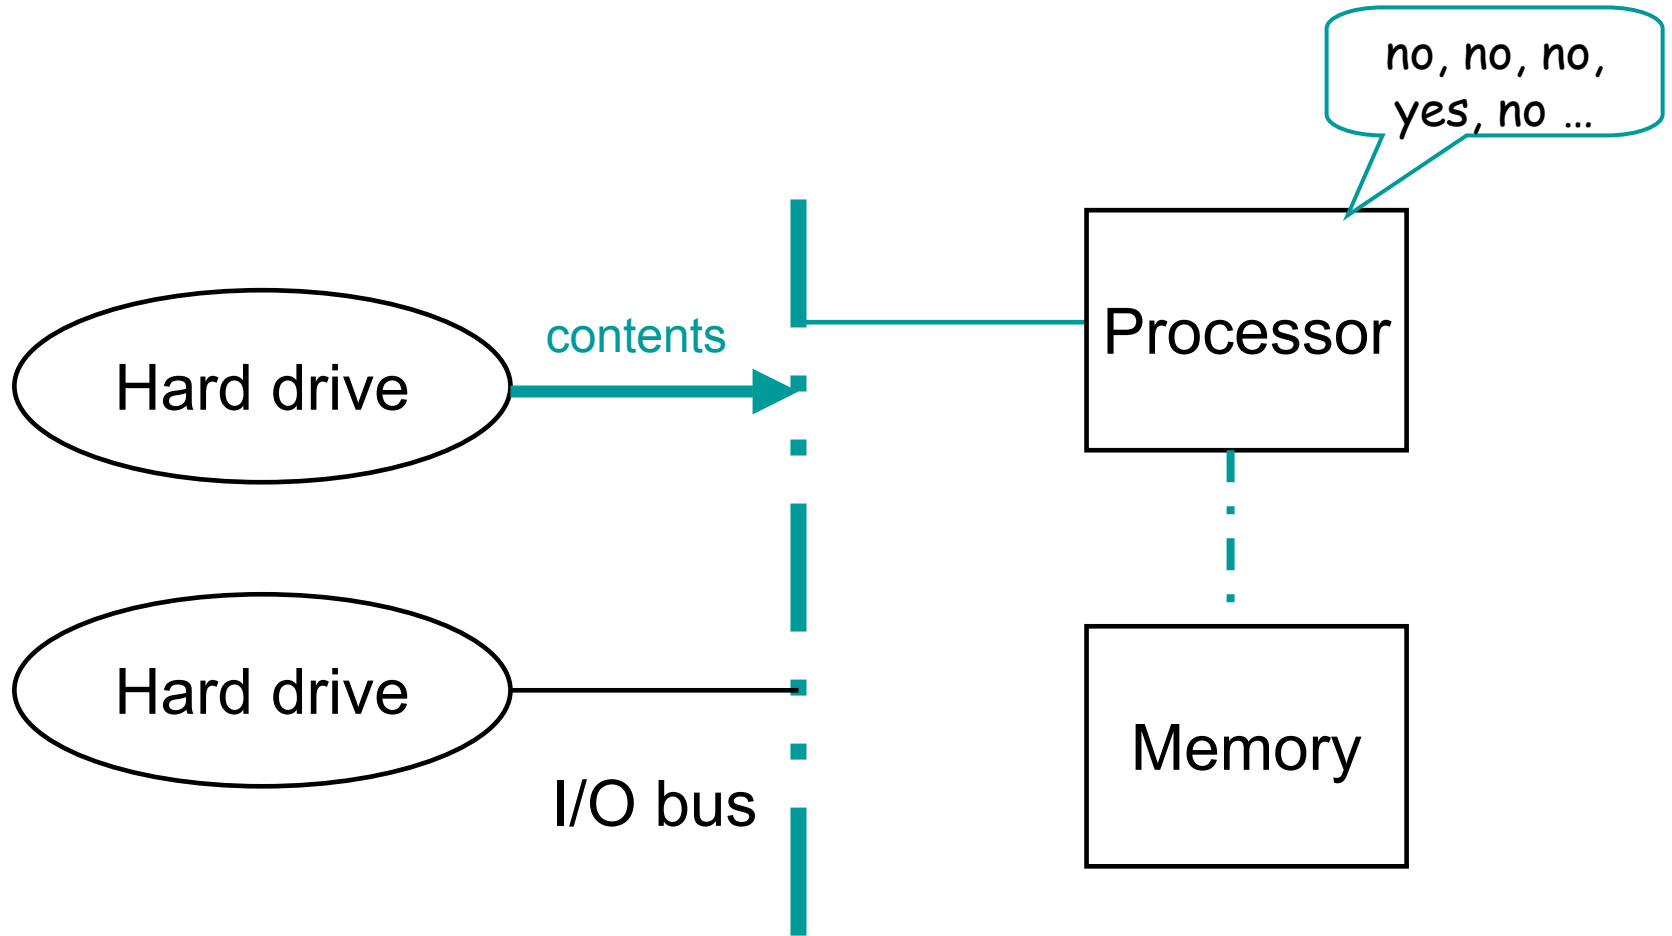 no, no, no,
yes, no ...
contents
Processor
Hard drive
Hard drive
Memory
I/O bus